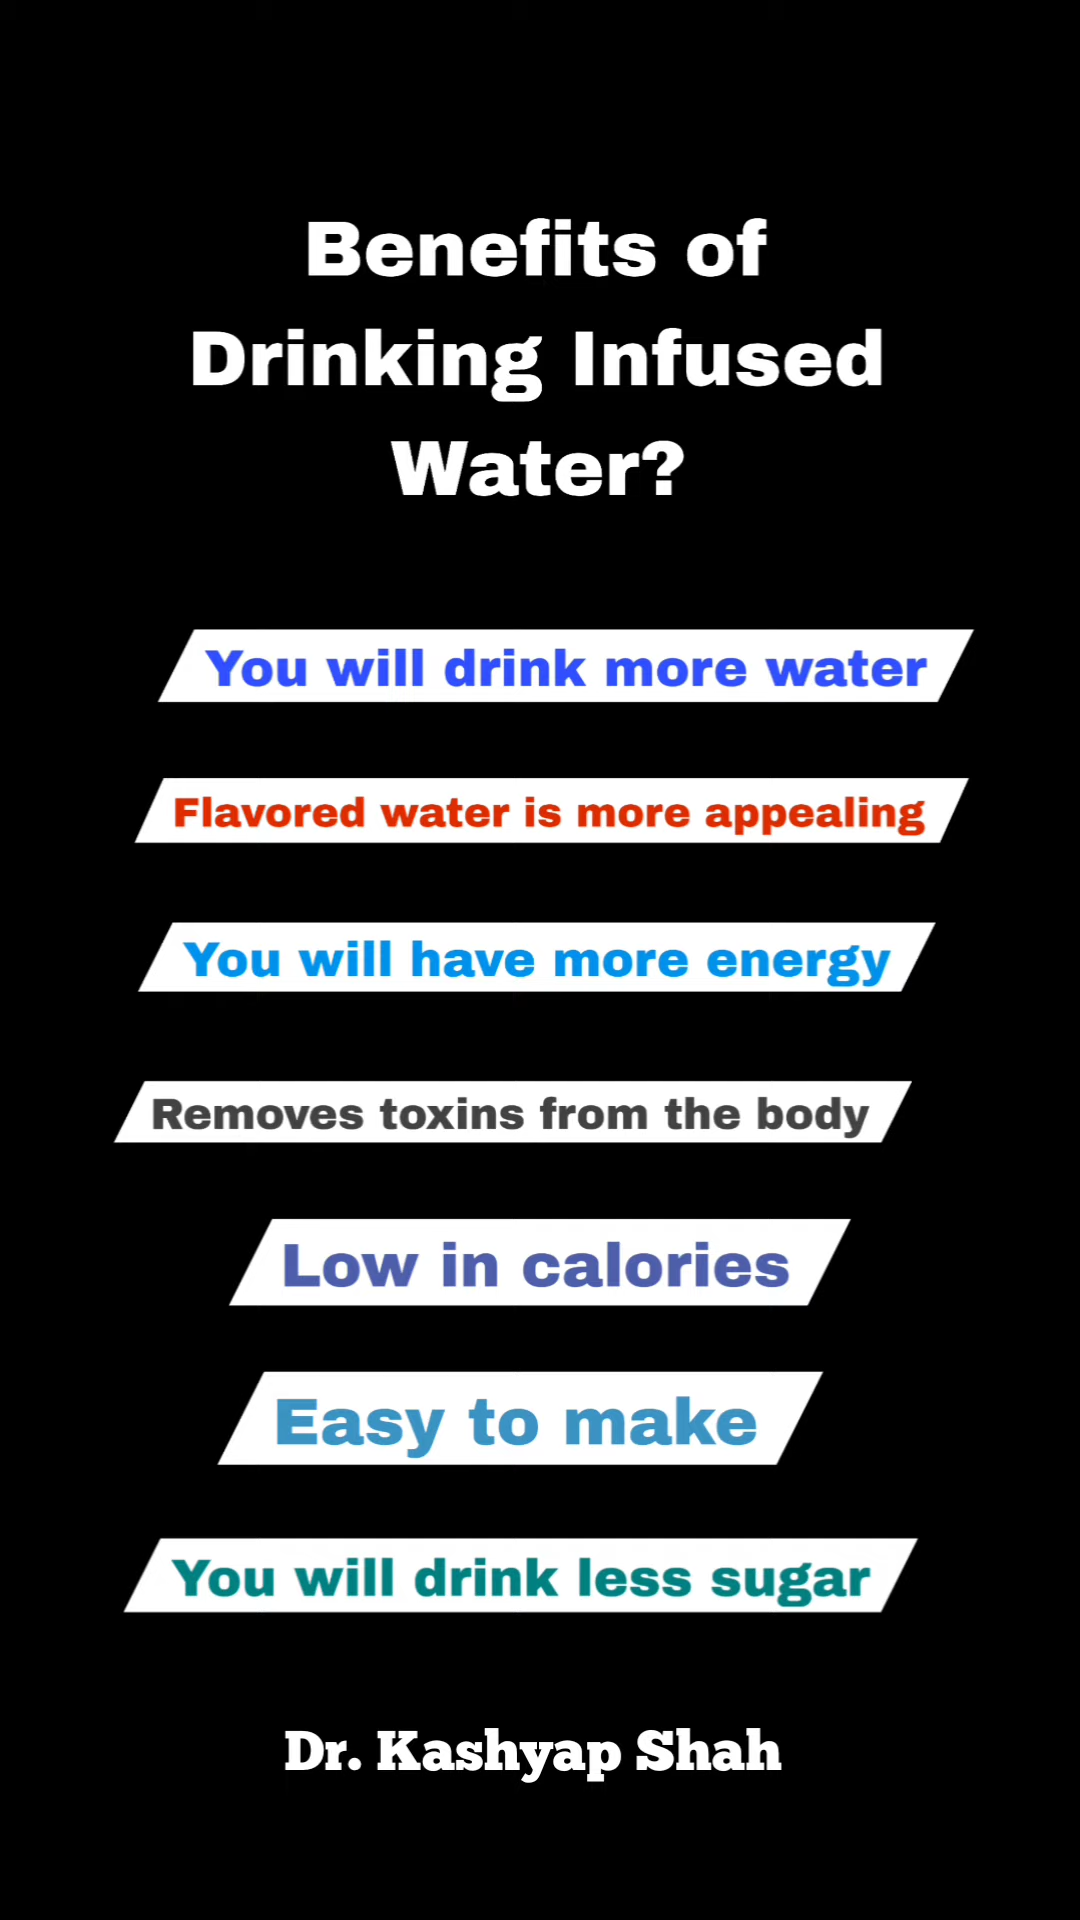 Benefits of
Drinking Infused
Water?
You will drink more water
Flavored water is more appealing
You will have more energy
Removes toxins from the body
Low in calories
Easy to make
You will drink less sugar
Dr. Kashyap Shah